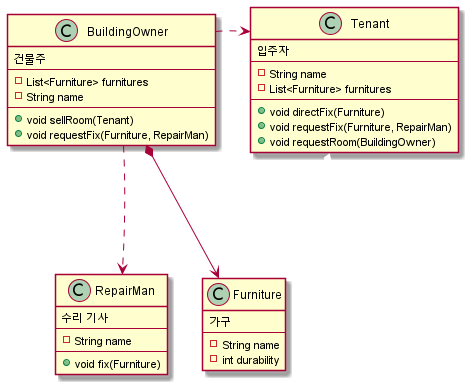 C BuildingOwner
건물주
List<Furniture> furnitures
String name
void sellRoom(Tenant)
void requestFix(Furniture, RepairMan)
C Tenant
입주자
String name
List<Furniture> furnitures
void directFix(Furniture)
void requestFix(Furniture, RepairMan)
void requestRoom(BuildingOwner)
C RepairMan
수리 기사
String name
void fix(Furniture)
C Furniture
가구
String name
int durability